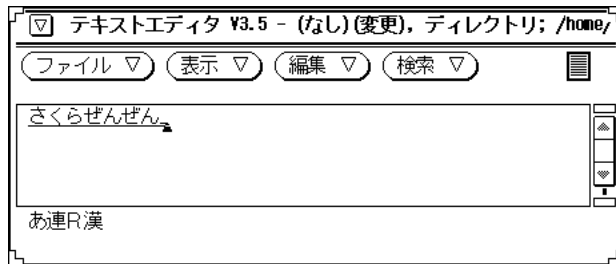 テキストエディタ V3.5 - (なし)(変更), ディレクトリ; /home/
ファイル ▽ 表示 ▽ 編集 ▽ 検索 ▽
さくらぜんぜん
あ連R漢